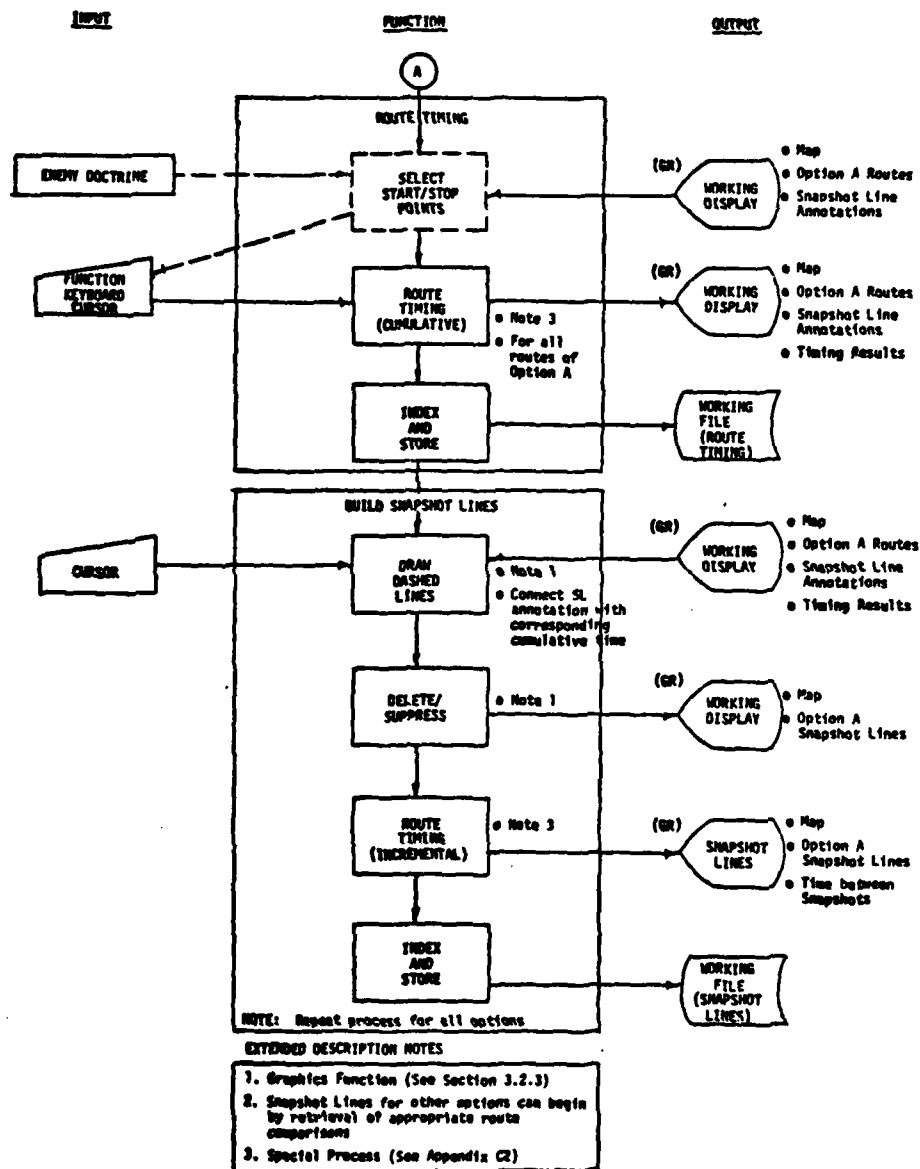 INPUT
FUNCTION
OUTPUT
A
ROUTE TIMING
ENEMY DOCTRINE
SELECT
START/STOP
POINTS
(GR)
WORKING
DISPLAY
• Map
• Option A Routes
• Snapshot Line
Annotations
FUNCTION
KEYBOARD
CURSOR
ROUTE
TIMING
(CUMULATIVE)
• Note 3
• For all
routes of
Option A
(GR)
WORKING
DISPLAY
• Map
• Option A Routes
• Snapshot Line
Annotations
• Timing Results
INDEX
AND
STORE
WORKING
FILE
(ROUTE
TIMING)
BUILD SNAPSHOT LINES
CURSOR
DRAW
DASHED
LINES
• Note 1
• Connect SL
annotation with
corresponding
cumulative time
(GR)
WORKING
DISPLAY
• Map
• Option A Routes
• Snapshot Line
Annotations
• Timing Results
DELETE/
SUPPRESS
• Note 1
(GR)
WORKING
DISPLAY
• Map
• Option A
Snapshot Lines
ROUTE
TIMING
(INCREMENTAL)
• Note 3
(GR)
SNAPSHOT
LINES
• Map
• Option A
Snapshot Lines
• Time between
Snapshots
INDEX
AND
STORE
WORKING
FILE
(SNAPSHOT
LINES)
NOTE: Repeat process for all options
EXTENDED DESCRIPTION NOTES
1. Graphics Function (See Section 3.2.3)
2. Snapshot Lines for other options can begin
by retrieval of appropriate route
comparisons
3. Special Process (See Appendix C2)